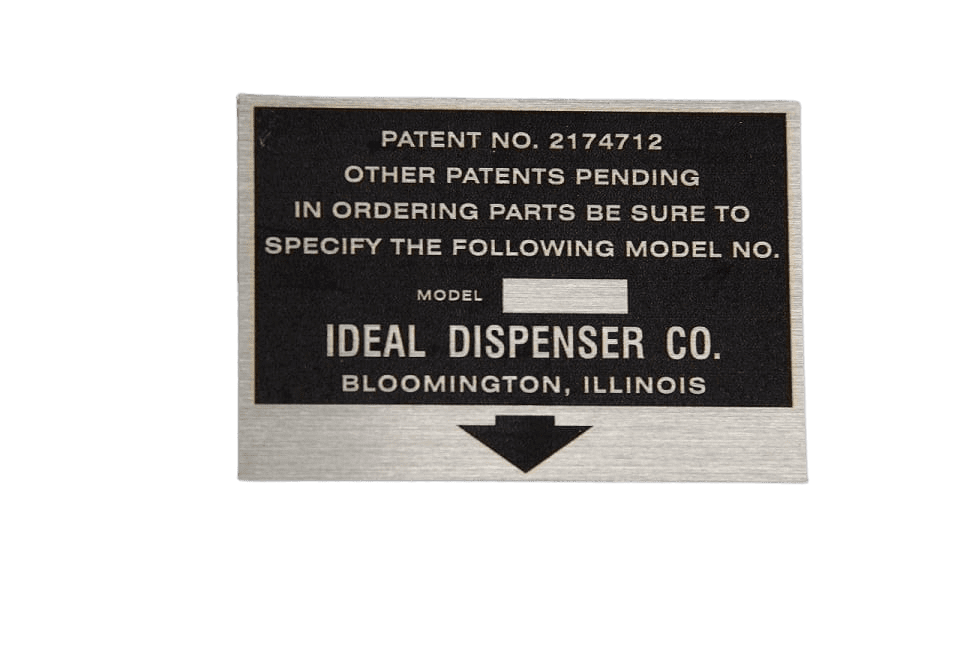 PATENT NO. 2174712
OTHER PATENTS PENDING
IN ORDERING PARTS BE SURE TO
SPECIFY THE FOLLOWING MODEL NO.
MODEL
IDEAL DISPENSER CO.
BLOOMINGTON, ILLINOIS